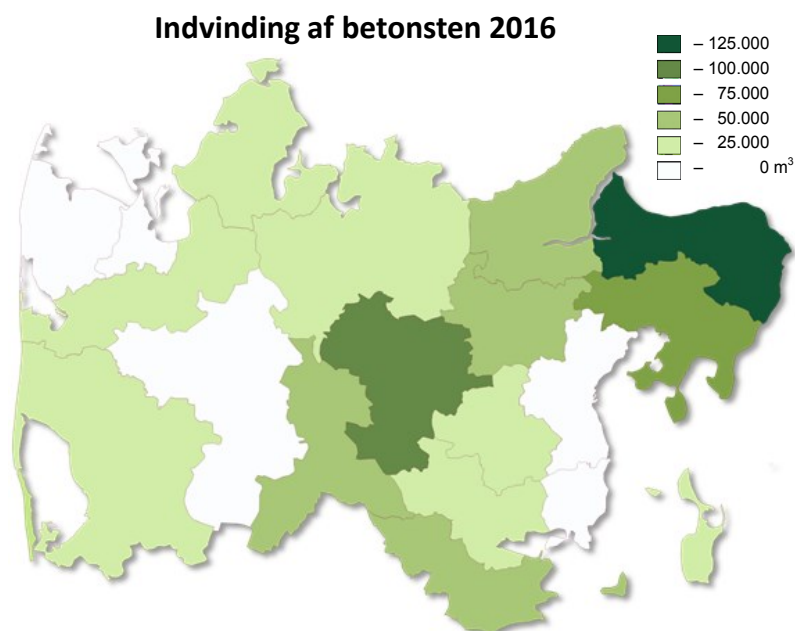 Indvinding af betonsten 2016
– 125.000
– 100.000
– 75.000
– 50.000
– 25.000
– 0 m³